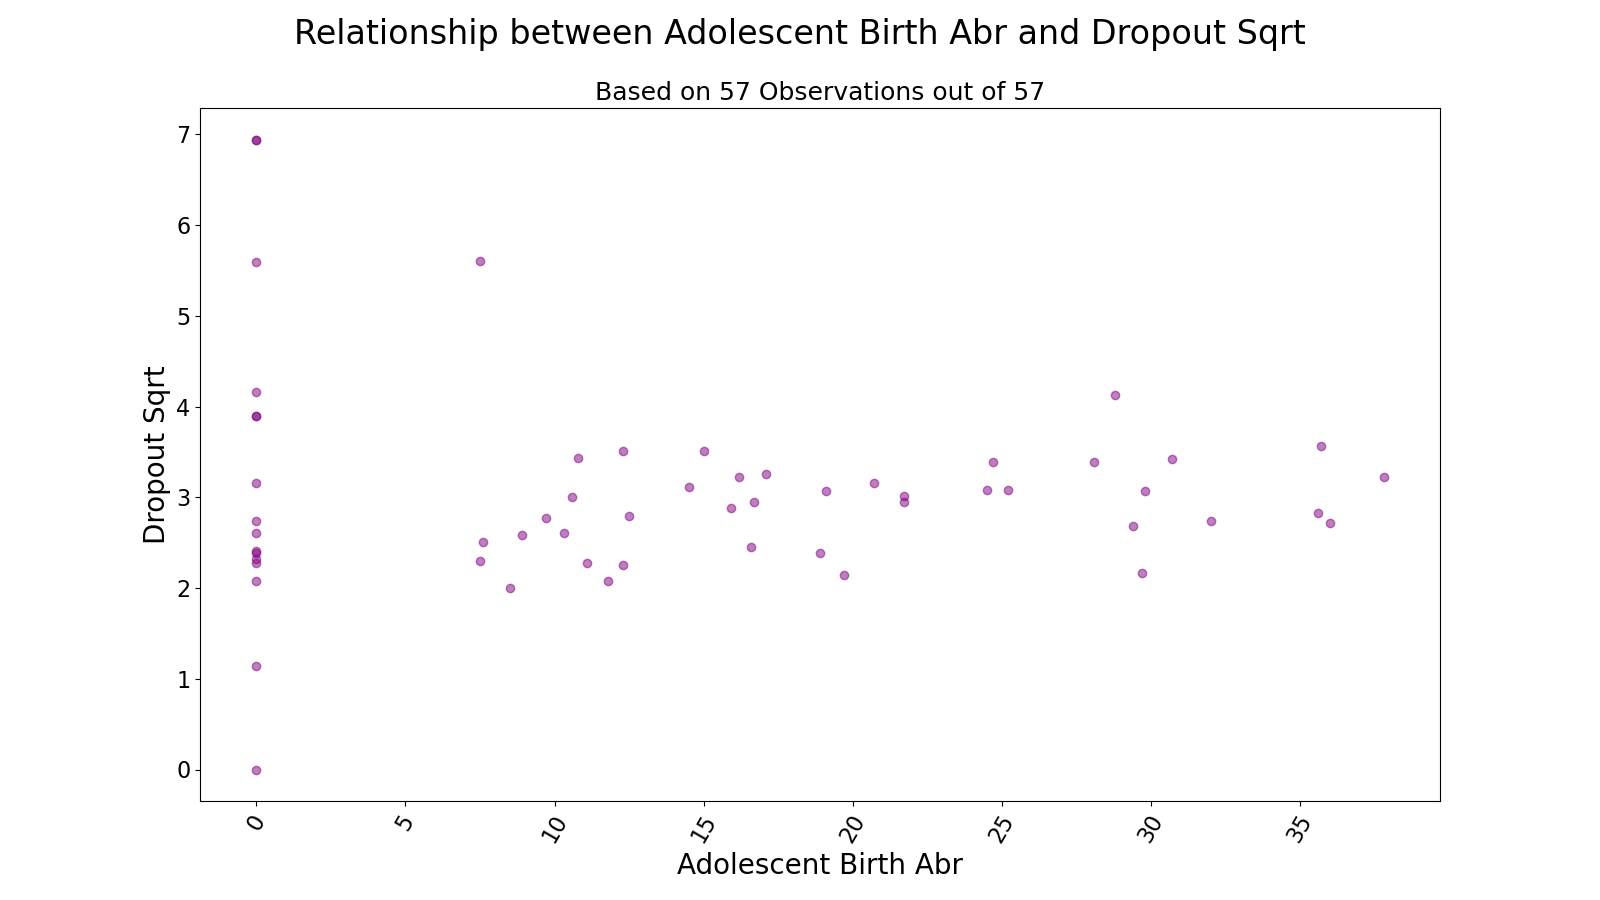 Relationship between Adolescent Birth Abr and Dropout Sqrt
Based on 57 Observations out of 57
7
6
5
4
3
2
1
0
Dropout Sqrt
0 5 10 15 20 25 30 35
Adolescent Birth Abr